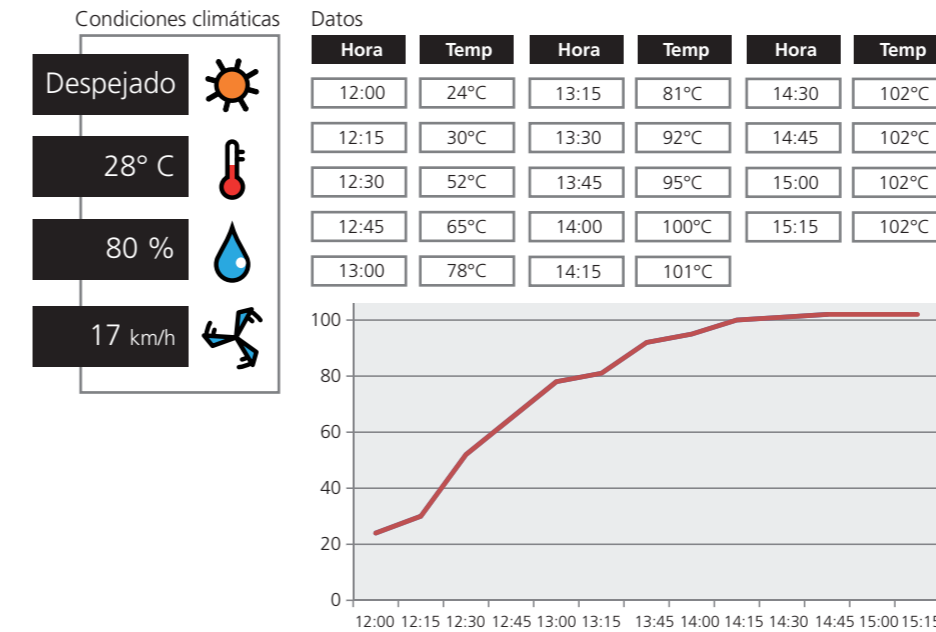 Condiciones climáticas
Despejado
28° C
80 %
17 km/h
Datos
Hora Temp Hora Temp Hora Temp
12:00 24°C 13:15 81°C 14:30 102°C
12:15 30°C 13:30 92°C 14:45 102°C
12:30 52°C 13:45 95°C 15:00 102°C
12:45 65°C 14:00 100°C 15:15 102°C
13:00 78°C 14:15 101°C
100
80
60
40
20
0
12:00 12:15 12:30 12:45 13:00 13:15 13:45 14:00 14:15 14:30 14:45 15:00 15:15